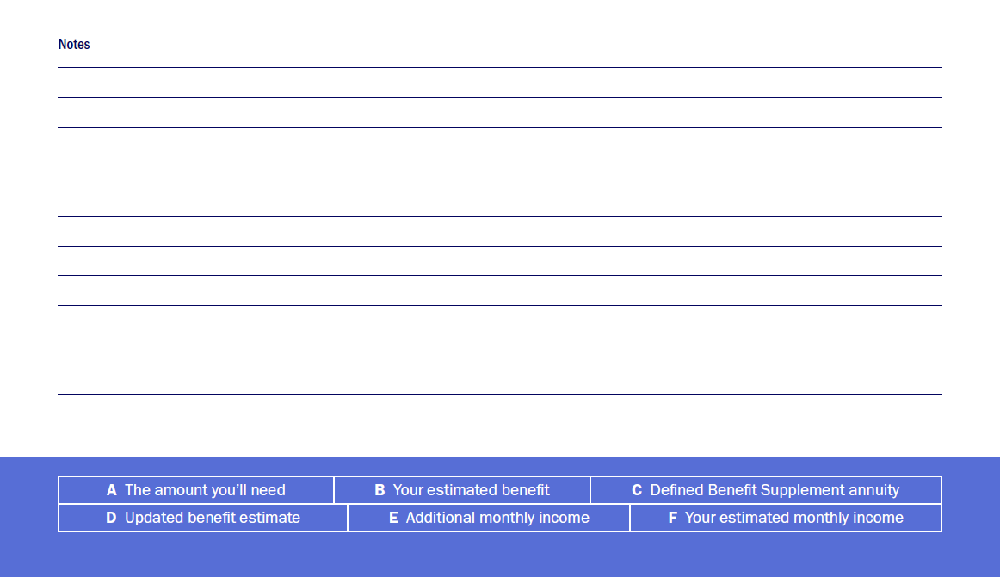 Notes
A The amount you’ll need B Your estimated benefit C Defined Benefit Supplement annuity
D Updated benefit estimate E Additional monthly income F Your estimated monthly income